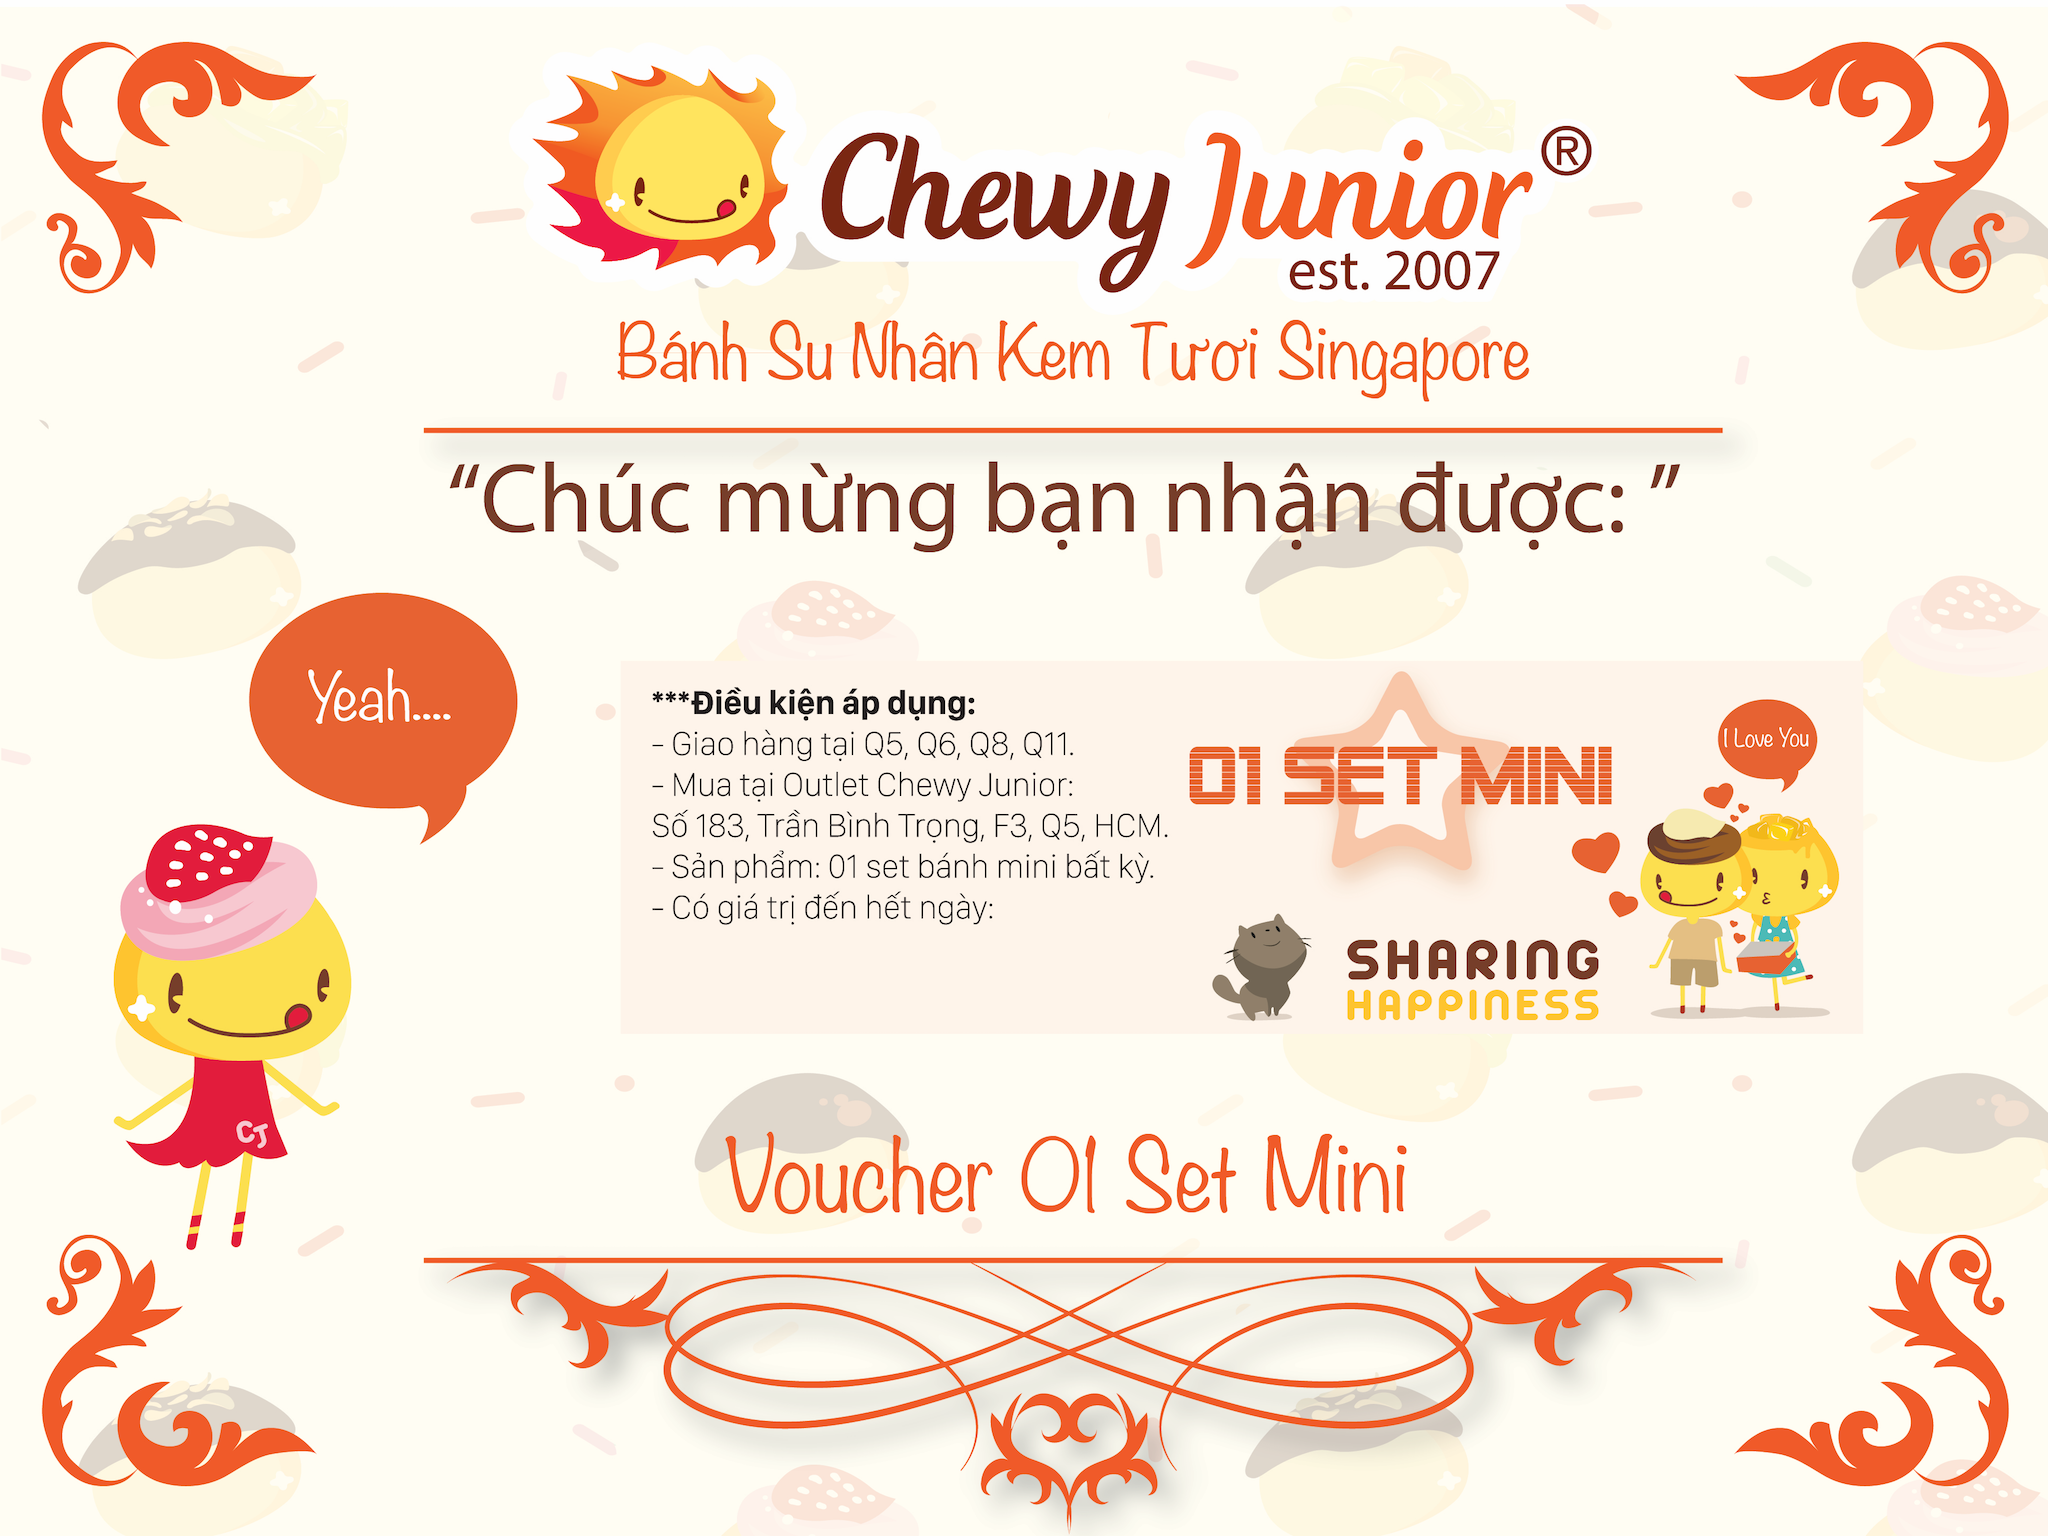 Chewy Junior®
est. 2007
Bánh Su Nhân Kem Tươi Singapore
“Chúc mừng bạn nhận được: ”
Yeah....
***Điều kiện áp dụng:
- Giao hàng tại Q5, Q6, Q8, Q11.
- Mua tại Outlet Chewy Junior:
Số 183, Trần Bình Trọng, F3, Q5, HCM.
- Sản phẩm: 01 set bánh mini bất kỳ.
- Có giá trị đến hết ngày:
01 SET MINI
I Love You
SHARING
HAPPINESS
CJ
Voucher 01 Set Mini